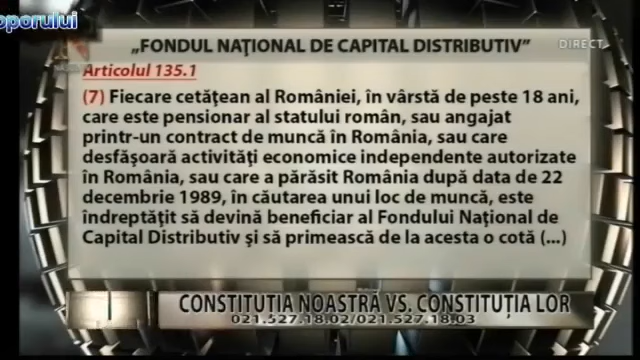 oporului
„FONDUL NAŢIONAL DE CAPITAL DISTRIBUTIV”
DIRECT
Articolul 135.1
(7) Fiecare cetăţean al României, în vârstă de peste 18 ani,
care este pensionar al statului român, sau angajat
printr-un contract de muncă în România, sau care
desfăşoară activităţi economice independente autorizate
în România, sau care a părăsit România după data de 22
decembrie 1989, în căutarea unui loc de muncă, este
îndreptăţit să devină beneficiar al Fondului Naţional de
Capital Distributiv şi să primească de la acesta o cotă (...)
CONSTITUTIA NOASTRĂ VS. CONSTITUŢIA LOR
021.527.18.02/021.527.18.03